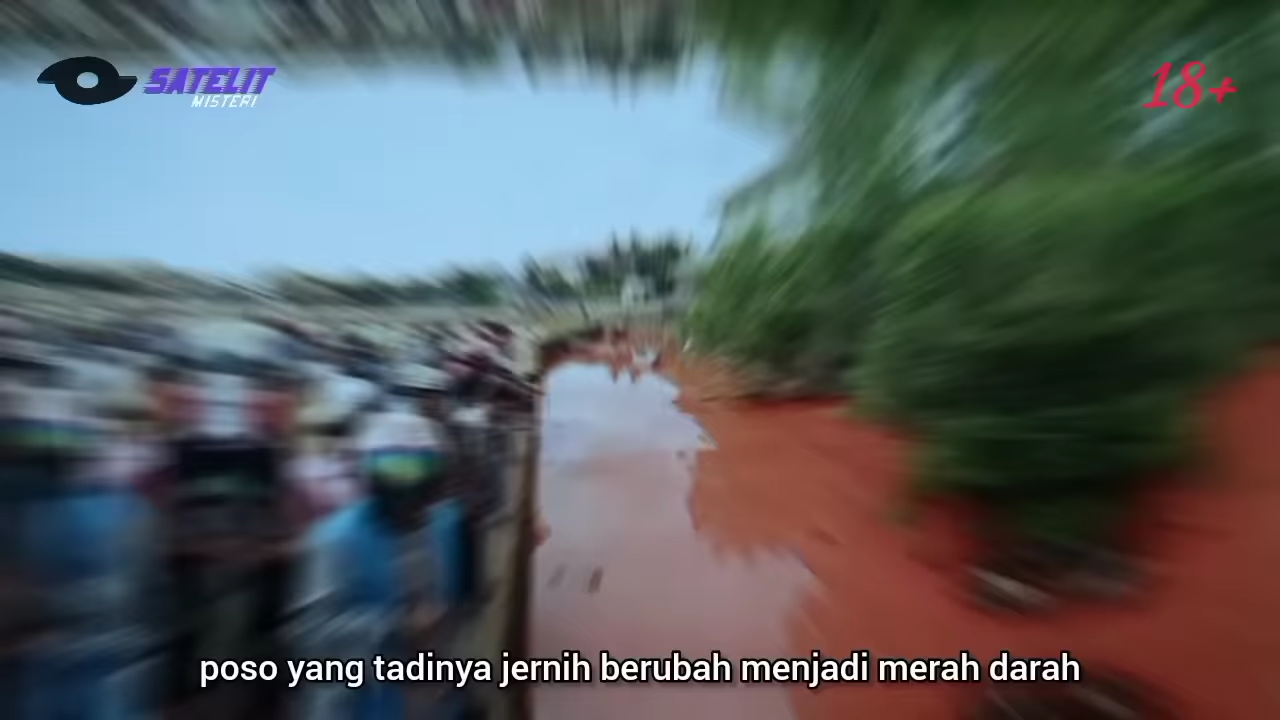 SATELIT
MISTERI
18+
poso yang tadinya jernih berubah menjadi merah darah